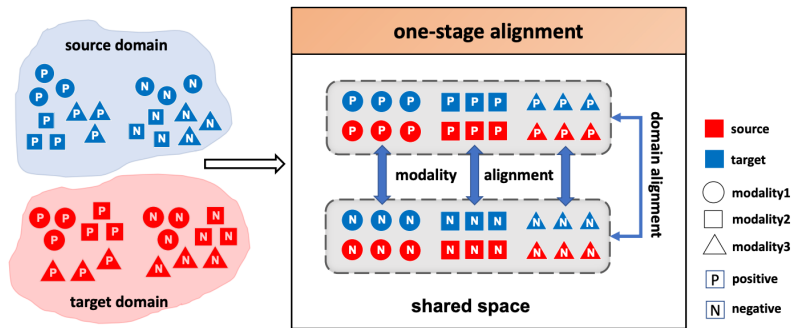 source domain
P P P N N N
P P P N N N
P P P N N N
target domain
P P P N N N
P P P N N N
P P P N N N
one-stage alignment
P P P P P P P P P
P P P P P P P P P
modality alignment
domain alignment
N N N N N N N N N
N N N N N N N N N
shared space
source
target
modality1
modality2
modality3
P positive
N negative